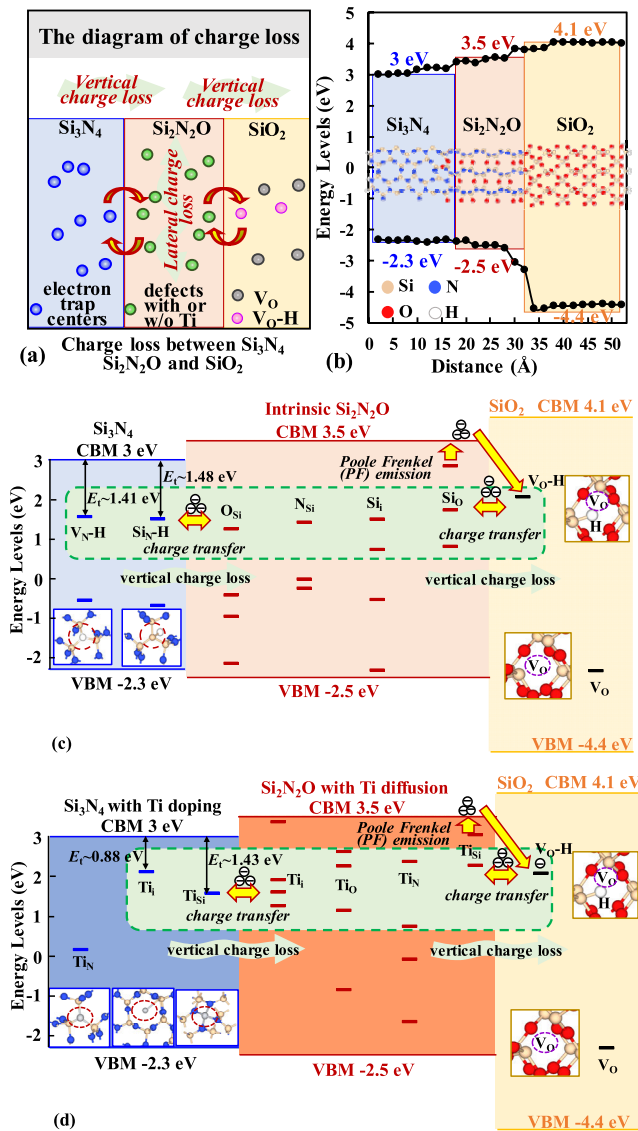 The diagram of charge loss
Vertical charge loss
Vertical charge loss
Si3N4
Si2N2O
SiO2
Lateral charge loss
electron trap centers
defects with or w/o Ti
VO
VO-H
(a)
Charge loss between Si3N4
Si2N2O and SiO2
Energy Levels (eV)
5
4
3
2
1
0
-1
-2
-3
-4
-5
3 eV
3.5 eV
4.1 eV
Si3N4
Si2N2O
SiO2
-2.3 eV
-2.5 eV
-4.4 eV
Si
N
O
H
0 5 10 15 20 25 30 35 40 45 50
Distance (Å)
(b)
Si3N4
CBM 3 eV
Intrinsic Si2N2O
CBM 3.5 eV
SiO2 CBM 4.1 eV
Energy Levels (eV)
3
2
1
0
-1
-2
Et~1.41 eV
Et~1.48 eV
Poole Frenkel
(PF) emission
VN-H
SiN-H
OSi
NSi
Sii
SiO
VO-H
charge transfer
charge transfer
vertical charge loss
vertical charge loss
VO
H
VO
VO
VBM -2.3 eV
VBM -2.5 eV
VBM -4.4 eV
(c)
Si3N4 with Ti doping
CBM 3 eV
Si2N2O with Ti diffusion
CBM 3.5 eV
SiO2 CBM 4.1 eV
Energy Levels (eV)
3
2
1
0
-1
-2
Et~0.88 eV
Et~1.43 eV
Poole Frenkel
(PF) emission
Tii
TiSi
TiN
Tii
TiO
TiN
TiSi
VO-H
charge transfer
charge transfer
vertical charge loss
vertical charge loss
VO
H
VO
VO
VBM -2.3 eV
VBM -2.5 eV
VBM -4.4 eV
(d)